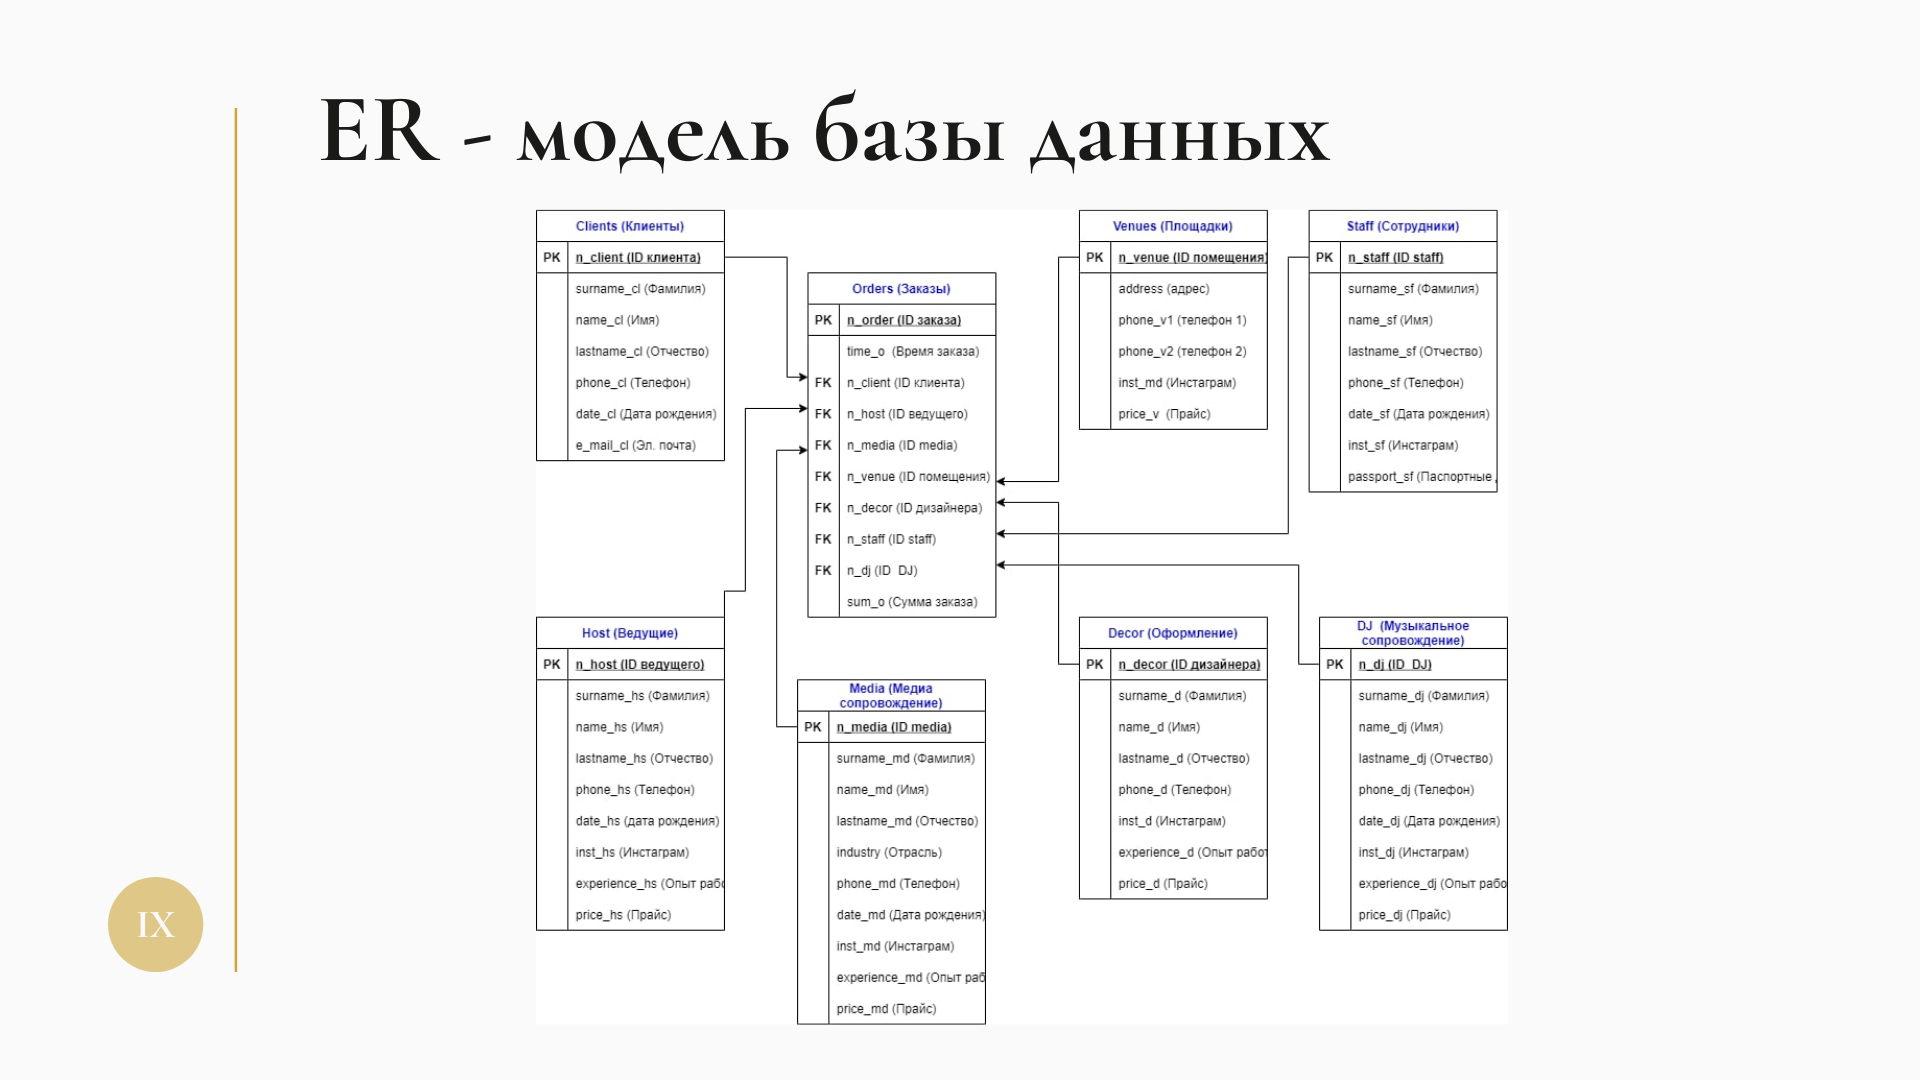 ER - модель базы данных
Clients (Клиенты)
PK n_client (ID клиента)
surname_cl (Фамилия)
name_cl (Имя)
lastname_cl (Отчество)
phone_cl (Телефон)
date_cl (Дата рождения)
e_mail_cl (Эл. почта)
Orders (Заказы)
PK n_order (ID заказа)
time_o (Время заказа)
FK n_client (ID клиента)
FK n_host (ID ведущего)
FK n_media (ID media)
FK n_venue (ID помещения)
FK n_decor (ID дизайнера)
FK n_staff (ID staff)
FK n_dj (ID DJ)
sum_o (Сумма заказа)
Venues (Площадки)
PK n_venue (ID помещения)
address (адрес)
phone_v1 (телефон 1)
phone_v2 (телефон 2)
inst_md (Инстаграм)
price_v (Прайс)
Staff (Сотрудники)
PK n_staff (ID staff)
surname_sf (Фамилия)
name_sf (Имя)
lastname_sf (Отчество)
phone_sf (Телефон)
date_sf (Дата рождения)
inst_sf (Инстаграм)
passport_sf (Паспортные
Host (Ведущие)
PK n_host (ID ведущего)
surname_hs (Фамилия)
name_hs (Имя)
lastname_hs (Отчество)
phone_hs (Телефон)
date_hs (дата рождения)
inst_hs (Инстаграм)
experience_hs (Опыт рабо
price_hs (Прайс)
Media (Медиа
сопровождение)
PK n_media (ID media)
surname_md (Фамилия)
name_md (Имя)
lastname_md (Отчество)
industry (Отрасль)
phone_md (Телефон)
date_md (Дата рождения)
inst_md (Инстаграм)
experience_md (Опыт раб
price_md (Прайс)
Decor (Оформление)
PK n_decor (ID дизайнера)
surname_d (Фамилия)
name_d (Имя)
lastname_d (Отчество)
phone_d (Телефон)
inst_d (Инстаграм)
experience_d (Опыт работ
price_d (Прайс)
DJ (Музыкальное
сопровождение)
PK n_dj (ID DJ)
surname_dj (Фамилия)
name_dj (Имя)
lastname_dj (Отчество)
phone_dj (Телефон)
date_dj (Дата рождения)
inst_dj (Инстаграм)
experience_dj (Опыт рабо
price_dj (Прайс)
IX